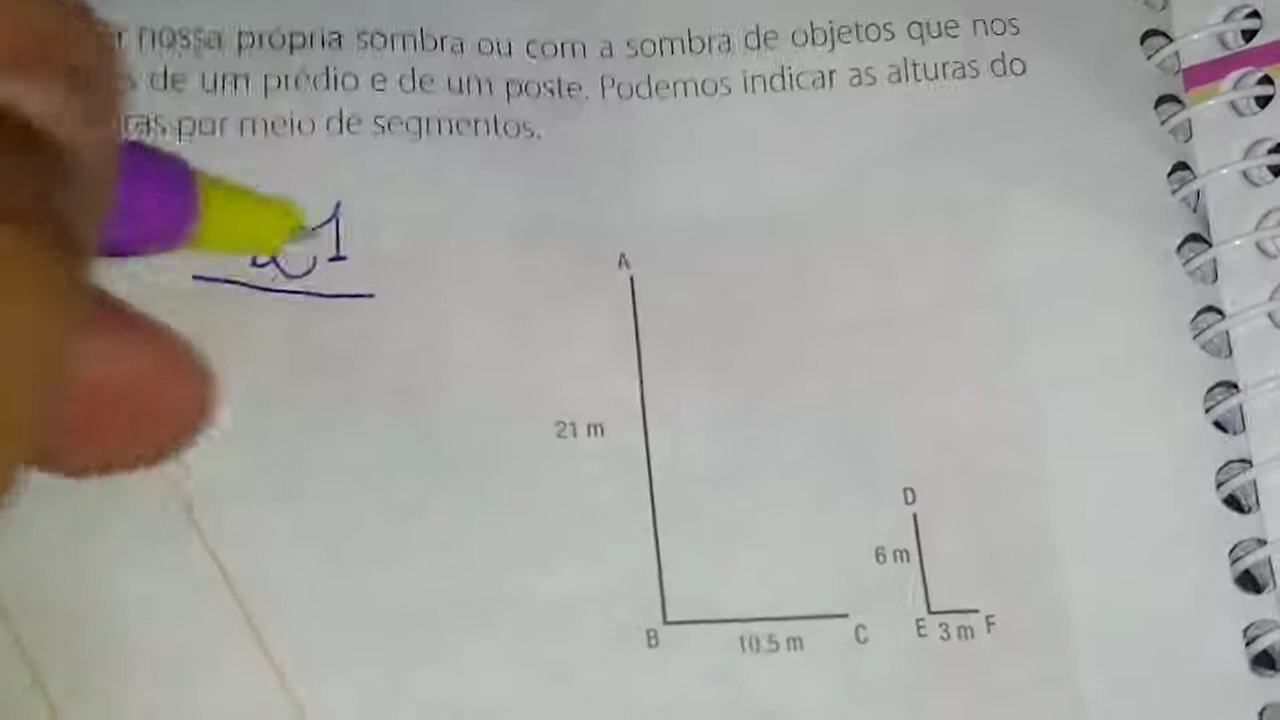 nossa própria sombra ou com a sombra de objetos que nos
de um prédio e de um poste. Podemos indicar as alturas do
por meio de segmentos.
1
A
21 m
D
6 m
B
10,5 m
C
E
3 m
F